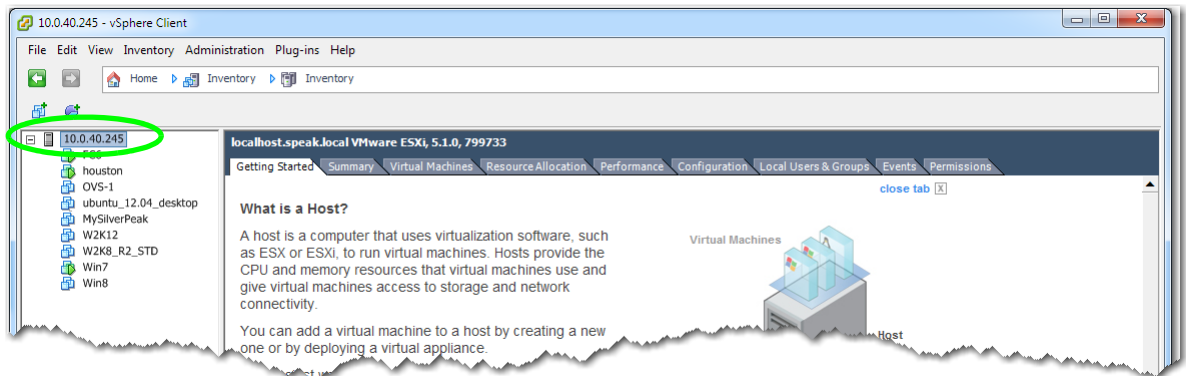 10.0.40.245 - vSphere Client
File Edit View Inventory Administration Plug-ins Help
Home Inventory Inventory
10.0.40.245
houston
OVS-1
ubuntu_12.04_desktop
MySilverPeak
W2K12
W2K8_R2_STD
Win7
Win8
localhost.speak.local VMware ESXi, 5.1.0, 799733
Getting Started Summary Virtual Machines Resource Allocation Performance Configuration Local Users & Groups Events Permissions
close tab X
What is a Host?
A host is a computer that uses virtualization software, such
as ESX or ESXi, to run virtual machines. Hosts provide the
CPU and memory resources that virtual machines use and
give virtual machines access to storage and network
connectivity.
You can add a virtual machine to a host by creating a new
one or by deploying a virtual appliance.
Virtual Machines
Host